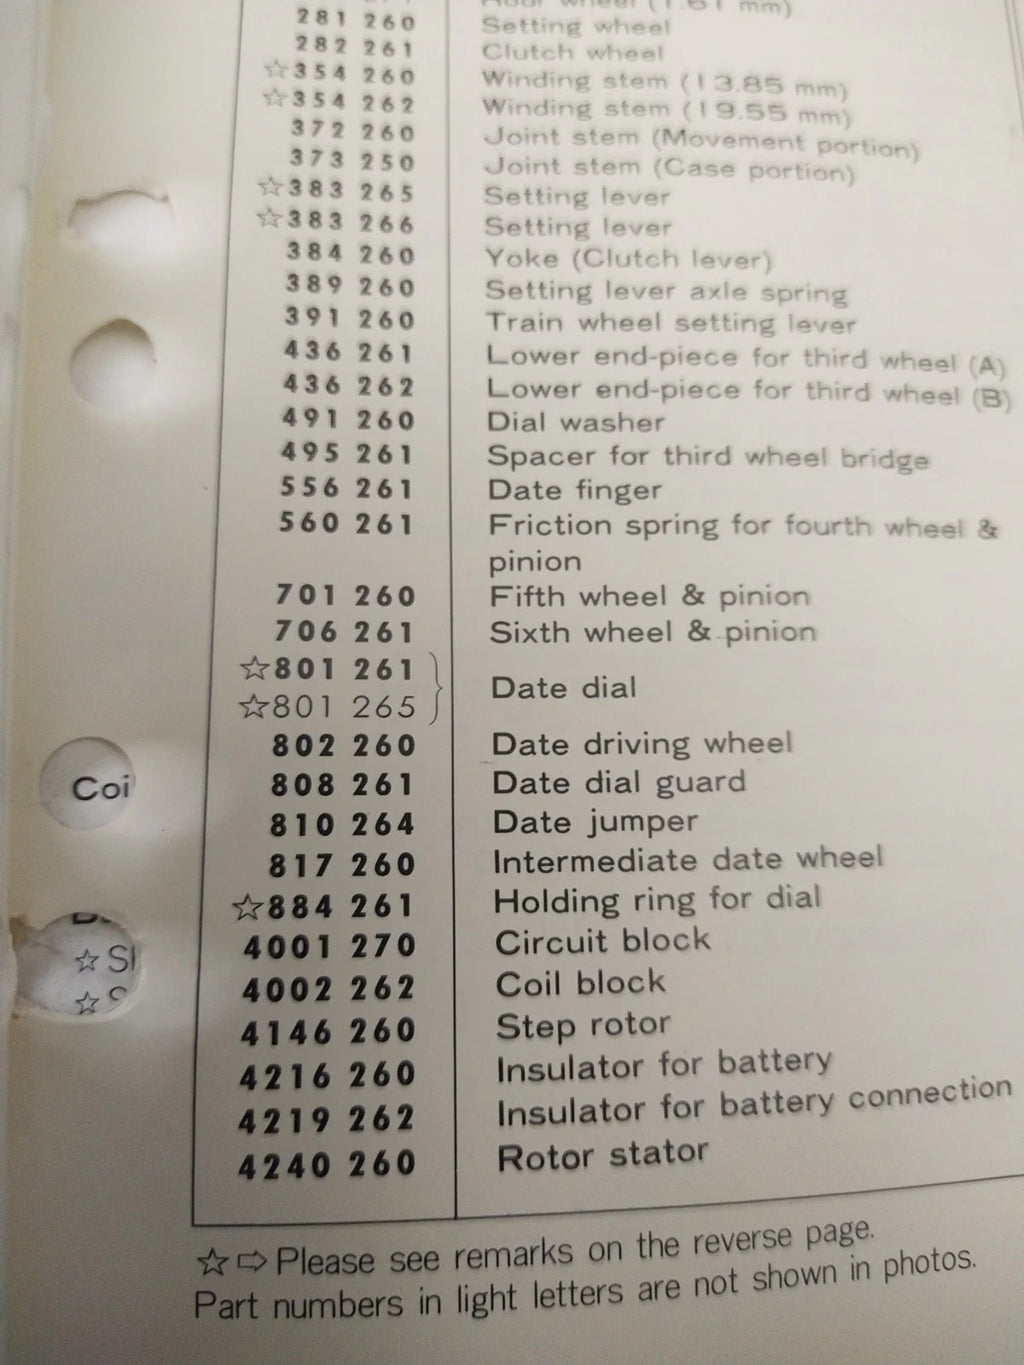 wheel (1.61 mm)
281 260 Setting wheel
282 261 Clutch wheel
☆354 260 Winding stem (13.85 mm)
☆354 262 Winding stem (19.55 mm)
372 260 Joint stem (Movement portion)
373 250 Joint stem (Case portion)
☆383 265 Setting lever
☆383 266 Setting lever
384 260 Yoke (Clutch lever)
389 260 Setting lever axle spring
391 260 Train wheel setting lever
436 261 Lower end-piece for third wheel (A)
436 262 Lower end-piece for third wheel (B)
491 260 Dial washer
495 261 Spacer for third wheel bridge
556 261 Date finger
560 261 Friction spring for fourth wheel &
pinion
701 260 Fifth wheel & pinion
706 261 Sixth wheel & pinion
☆801 261
☆801 265 } Date dial
802 260 Date driving wheel
808 261 Date dial guard
Coi
810 264 Date jumper
817 260 Intermediate date wheel
☆884 261 Holding ring for dial
4001 270 Circuit block
☆ Sl
4002 262 Coil block
☆
4146 260 Step rotor
4216 260 Insulator for battery
4219 262 Insulator for battery connection
4240 260 Rotor stator
☆⇨ Please see remarks on the reverse page.
Part numbers in light letters are not shown in photos.